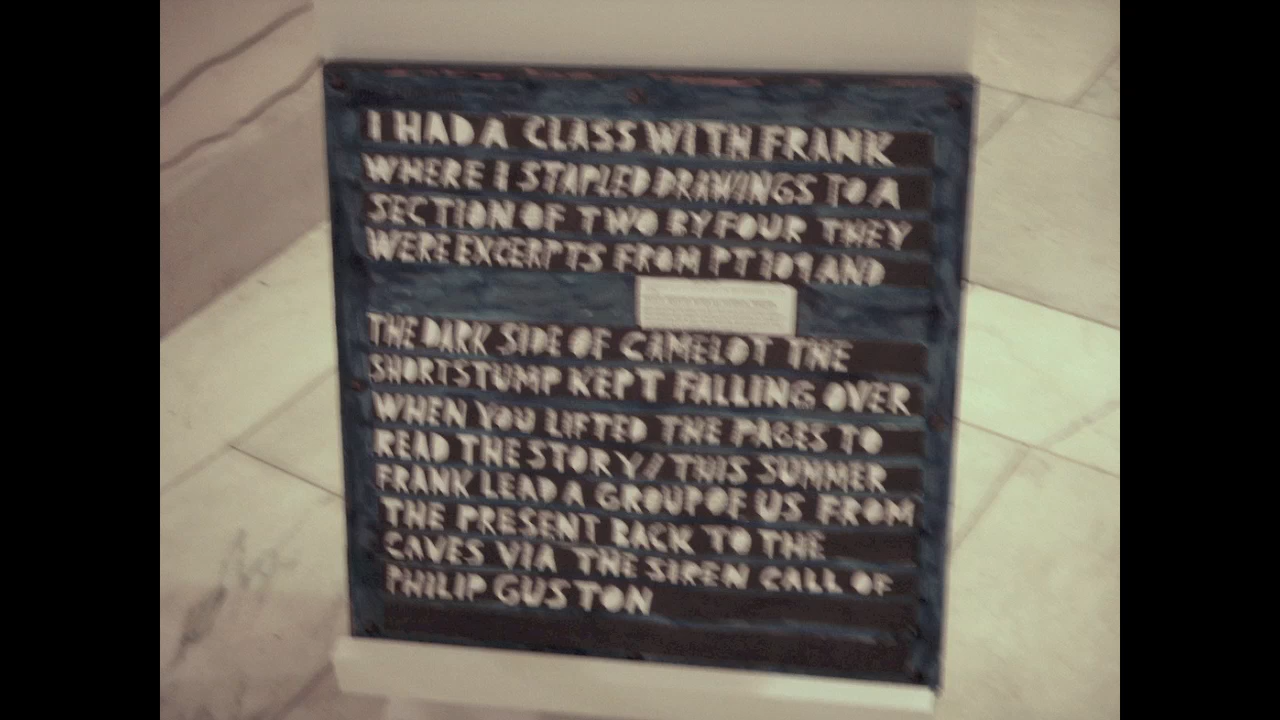 I HAD A CLASS WITH FRANK
WHERE I STAPLED DRAWINGS TO A
SECTION OF TWO BY FOUR THEY
WERE EXCERPTS FROM PT 109 AND
THE DARK SIDE OF CAMELOT THE
SHORT STUMP KEPT FALLING OVER
WHEN YOU LIFTED THE PAGES TO
READ THE STORY // THIS SUMMER
FRANK LEAD A GROUP OF US FROM
THE PRESENT BACK TO THE
CAVES VIA THE SIREN CALL OF
PHILIP GUSTON